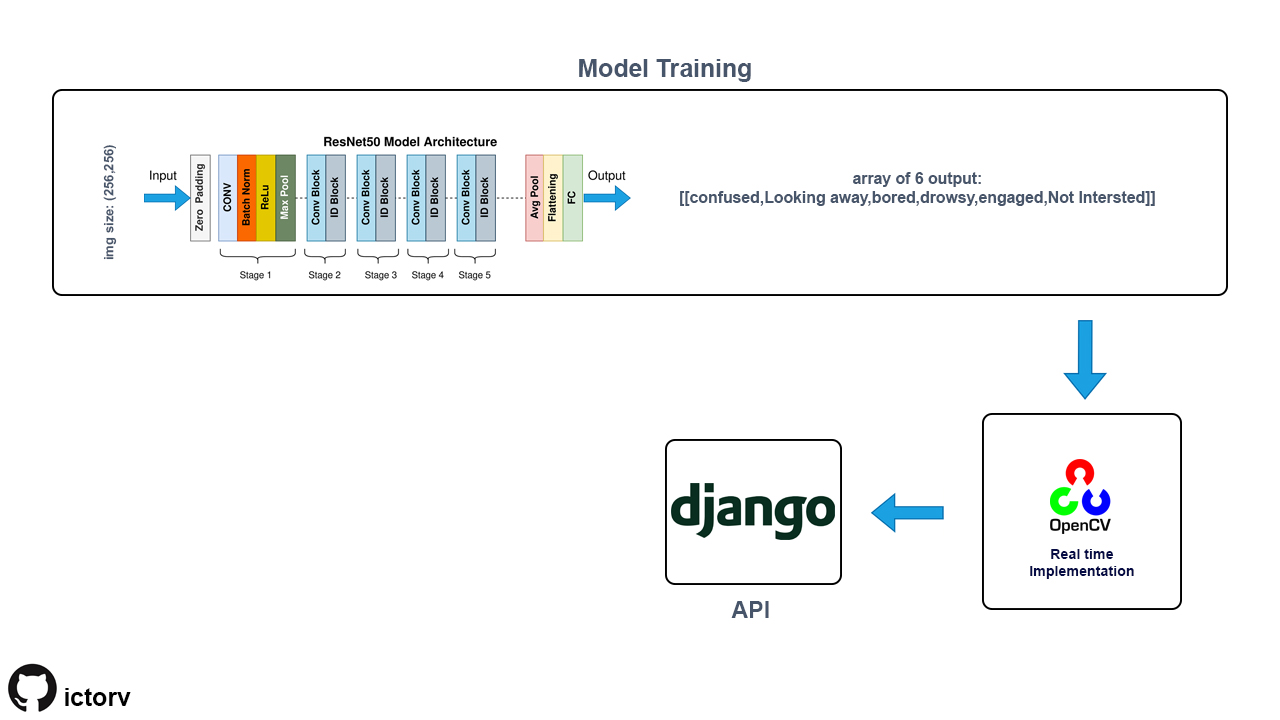 Model Training
ResNet50 Model Architecture
img size: (256,256)
Input
Zero Padding
CONV
Batch Norm
ReLu
Max Pool
Conv Block
ID Block
Conv Block
ID Block
Conv Block
ID Block
Conv Block
ID Block
Avg Pool
Flattening
FC
Output
Stage 1
Stage 2
Stage 3
Stage 4
Stage 5
array of 6 output:
[[confused,Looking away,bored,drowsy,engaged,Not Intersted]]
django
API
OpenCV
Real time
Implementation
ictorv